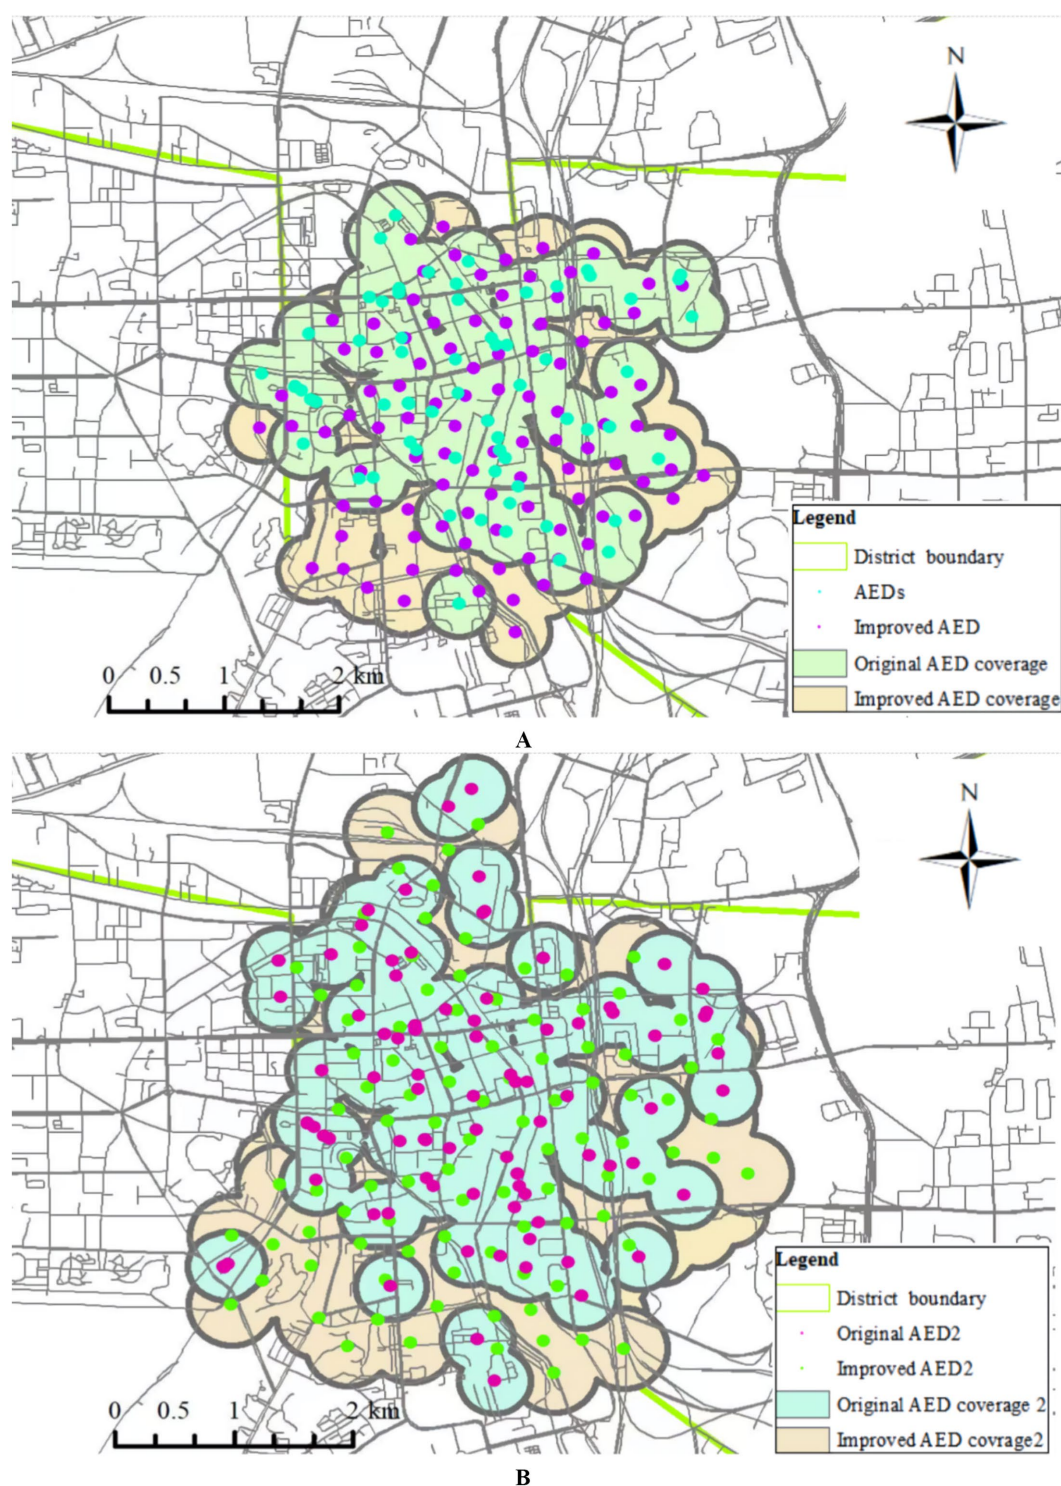 N
Legend
District boundary
AEDs
Improved AED
Original AED coverage
Improved AED coverage
0 0.5 1 2 km
A
N
Legend
District boundary
Original AED2
Improved AED2
Original AED coverage 2
Improved AED covrage2
0 0.5 1 2 km
B